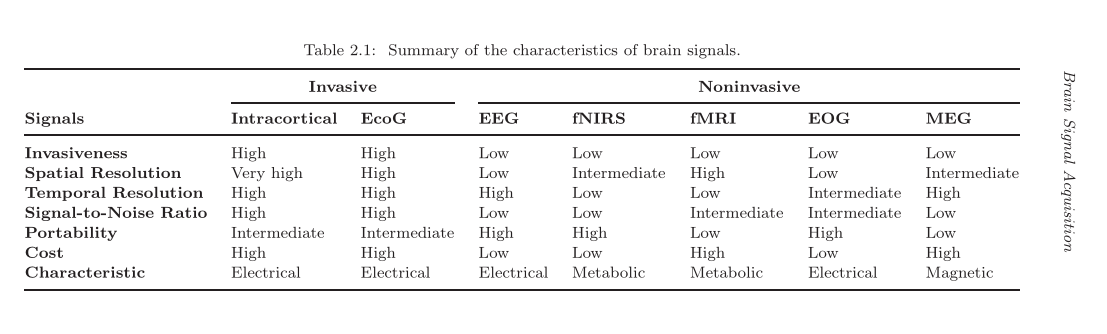 Table 2.1: Summary of the characteristics of brain signals.
Invasive Noninvasive
Signals Intracortical EcoG EEG fNIRS fMRI EOG MEG
Invasiveness High High Low Low Low Low Low
Spatial Resolution Very high High Low Intermediate High Low Intermediate
Temporal Resolution High High High Low Low Intermediate High
Signal-to-Noise Ratio High High Low Low Intermediate Intermediate Low
Portability Intermediate Intermediate High High Low High Low
Cost High High Low Low High Low High
Characteristic Electrical Electrical Electrical Metabolic Metabolic Electrical Magnetic
Brain Signal Acquisition